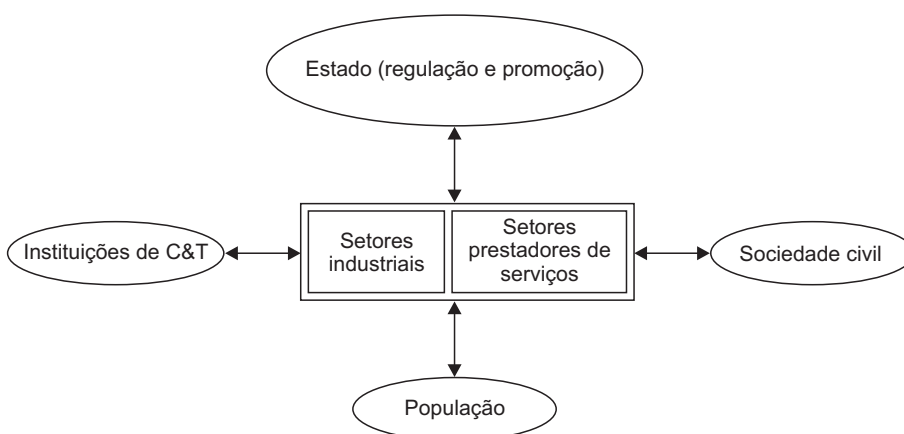 Estado (regulação e promoção)
Instituições de C&T
Setores
industriais
Setores
prestadores de
serviços
Sociedade civil
População